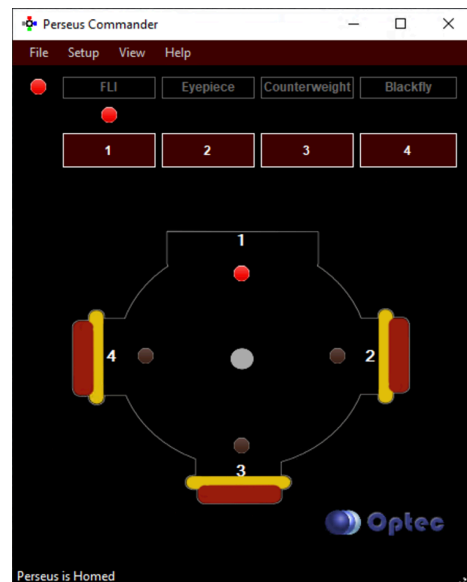 Perseus Commander
File Setup View Help
FLI Eyepiece Counterweight Blackfly
1 2 3 4
1
4 2
3
Optec
Perseus is Homed